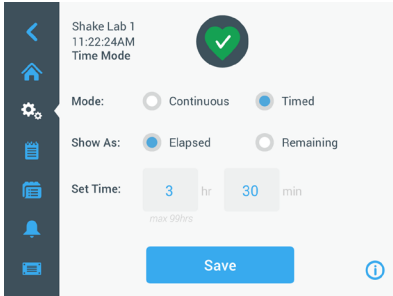 Shake Lab 1
11:22:24AM
Time Mode
Mode: Continuous Timed
Show As: Elapsed Remaining
Set Time: 3 hr 30 min
max 99hrs
Save